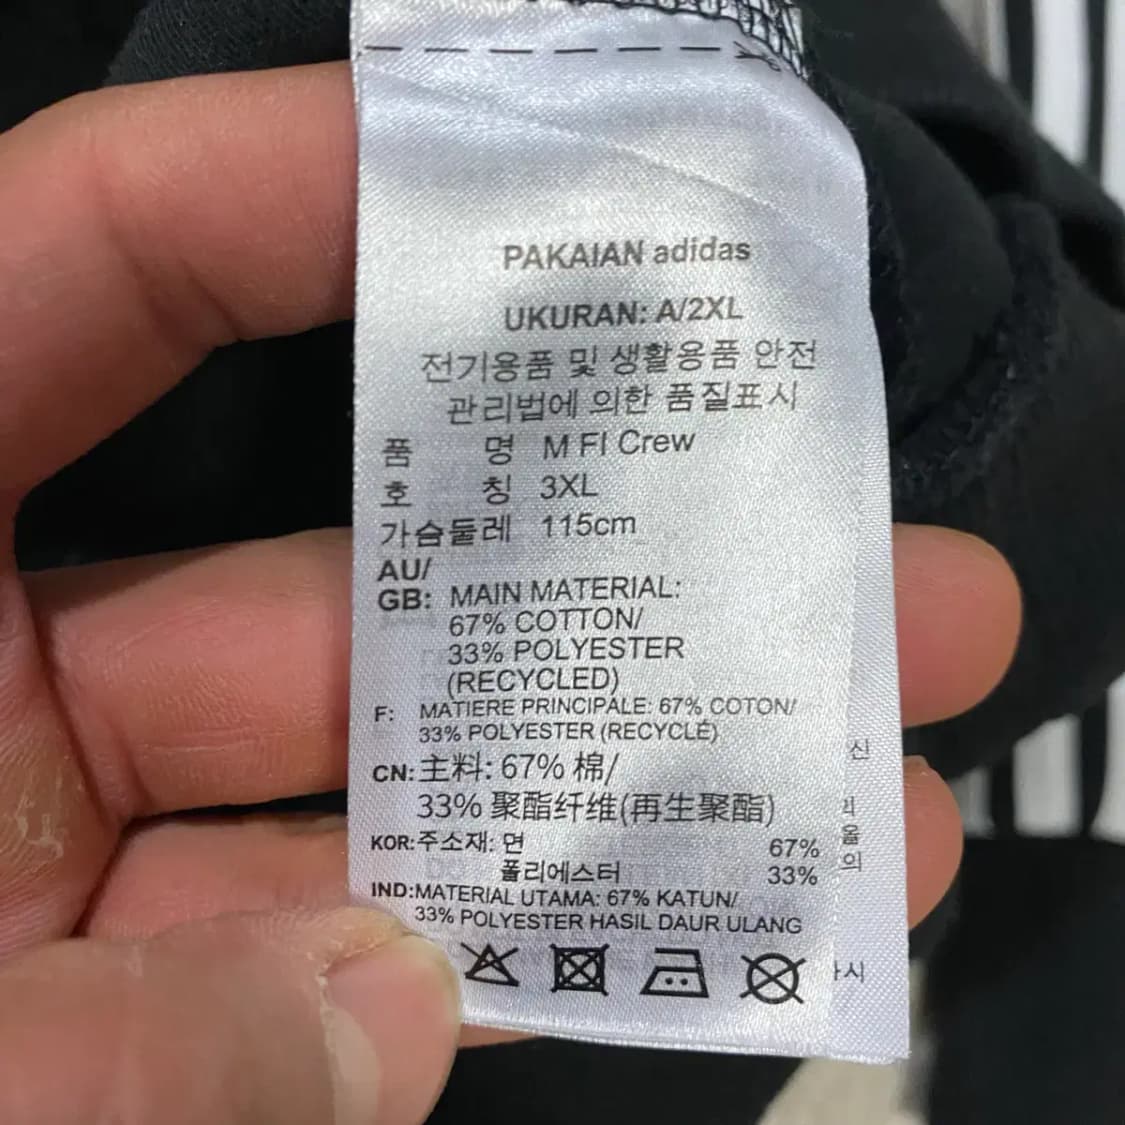 PAKAIAN adidas
UKURAN: A/2XL
전기용품 및 생활용품 안전
관리법에 의한 품질표시
품 명 M FI Crew
호 칭 3XL
가슴둘레 115cm
AU/
GB: MAIN MATERIAL:
67% COTTON/
33% POLYESTER
(RECYCLED)
F: MATIERE PRINCIPALE: 67% COTON/
33% POLYESTER (RECYCLÉ)
CN: 主料: 67% 棉/
33% 聚酯纤维(再生聚酯)
KOR: 주소재: 면 67%
폴리에스터 33%
IND: MATERIAL UTAMA: 67% KATUN/
33% POLYESTER HASIL DAUR ULANG